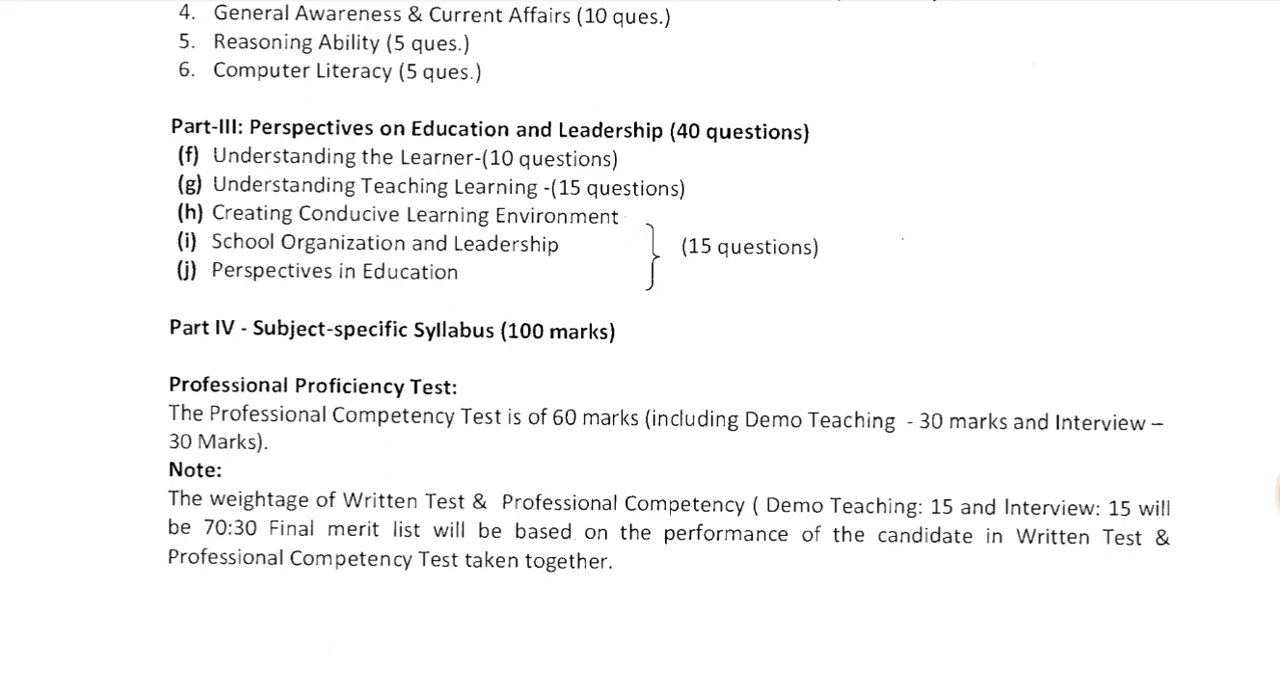 4. General Awareness & Current Affairs (10 ques.)
5. Reasoning Ability (5 ques.)
6. Computer Literacy (5 ques.)
Part-III: Perspectives on Education and Leadership (40 questions)
(f) Understanding the Learner-(10 questions)
(g) Understanding Teaching Learning -(15 questions)
(h) Creating Conducive Learning Environment
(i) School Organization and Leadership (15 questions)
(j) Perspectives in Education
Part IV - Subject-specific Syllabus (100 marks)
Professional Proficiency Test:
The Professional Competency Test is of 60 marks (including Demo Teaching - 30 marks and Interview –
30 Marks).
Note:
The weightage of Written Test & Professional Competency ( Demo Teaching: 15 and Interview: 15 will
be 70:30 Final merit list will be based on the performance of the candidate in Written Test &
Professional Competency Test taken together.